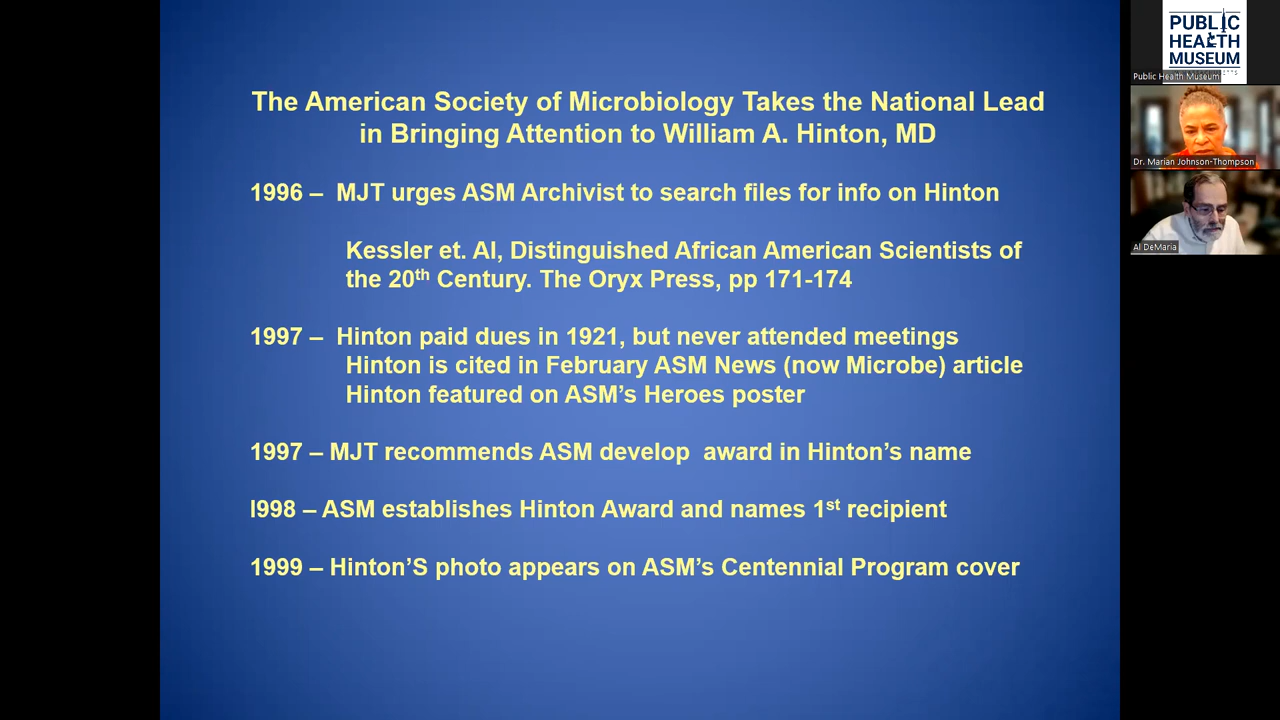 The American Society of Microbiology Takes the National Lead
in Bringing Attention to William A. Hinton, MD
1996 – MJT urges ASM Archivist to search files for info on Hinton
Kessler et. Al, Distinguished African American Scientists of
the 20th Century. The Oryx Press, pp 171-174
1997 – Hinton paid dues in 1921, but never attended meetings
Hinton is cited in February ASM News (now Microbe) article
Hinton featured on ASM's Heroes poster
1997 – MJT recommends ASM develop award in Hinton's name
I998 – ASM establishes Hinton Award and names 1st recipient
1999 – Hinton'S photo appears on ASM's Centennial Program cover
PUBLIC
HEALTH
MUSEUM
Public Health Museum
Dr. Marian Johnson-Thompson
Al DeMaria